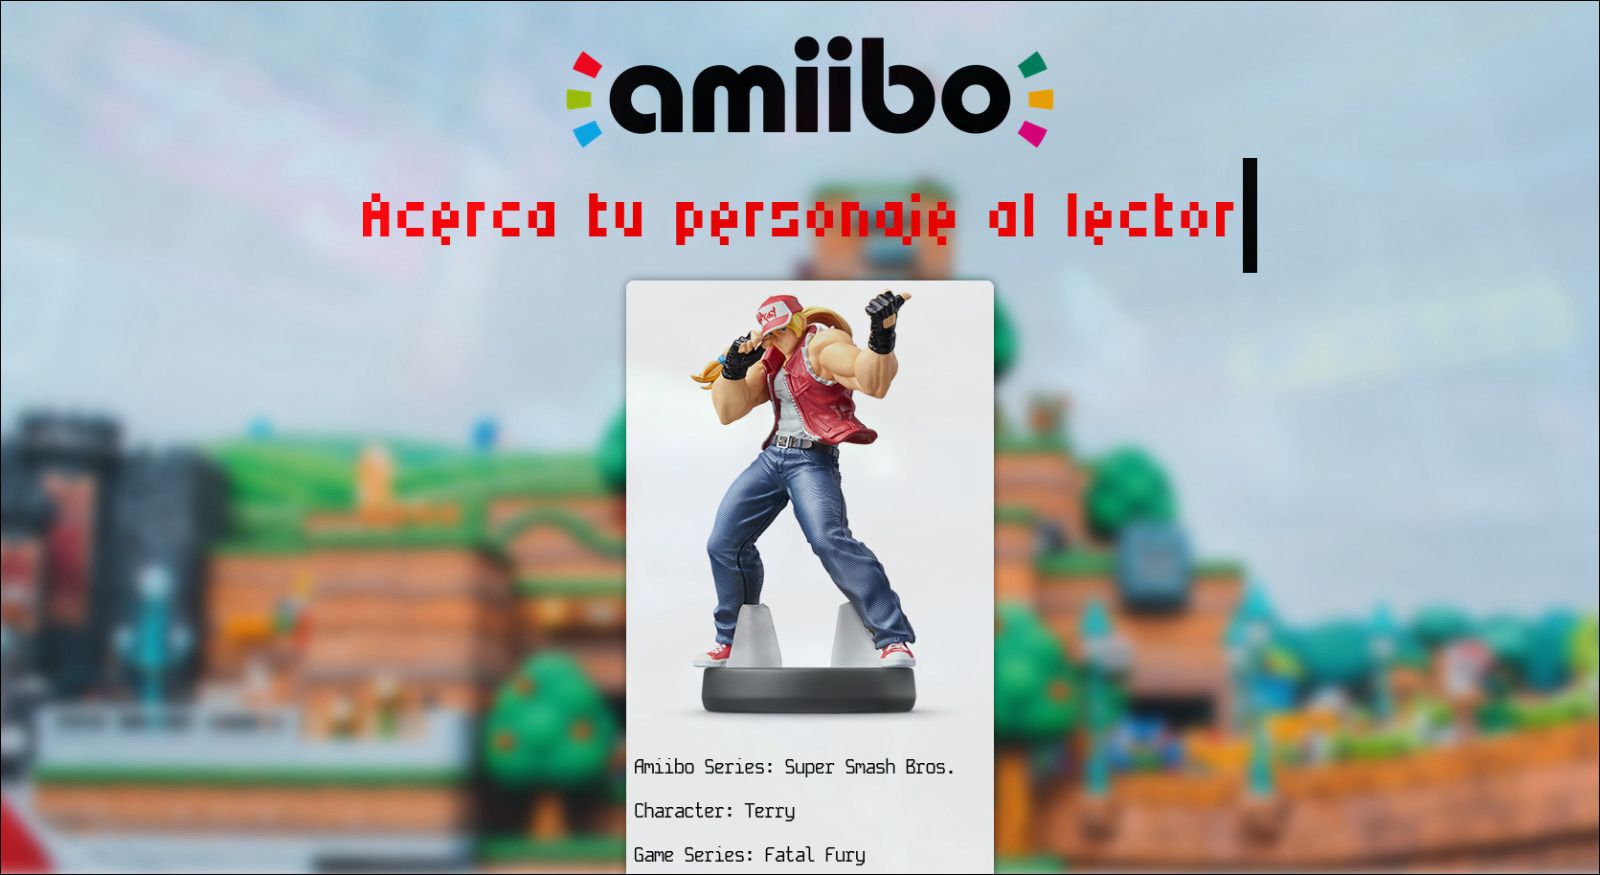 amiibo
Acerca tu personaje al lector
Amiibo Series: Super Smash Bros.
Character: Terry
Game Series: Fatal Fury